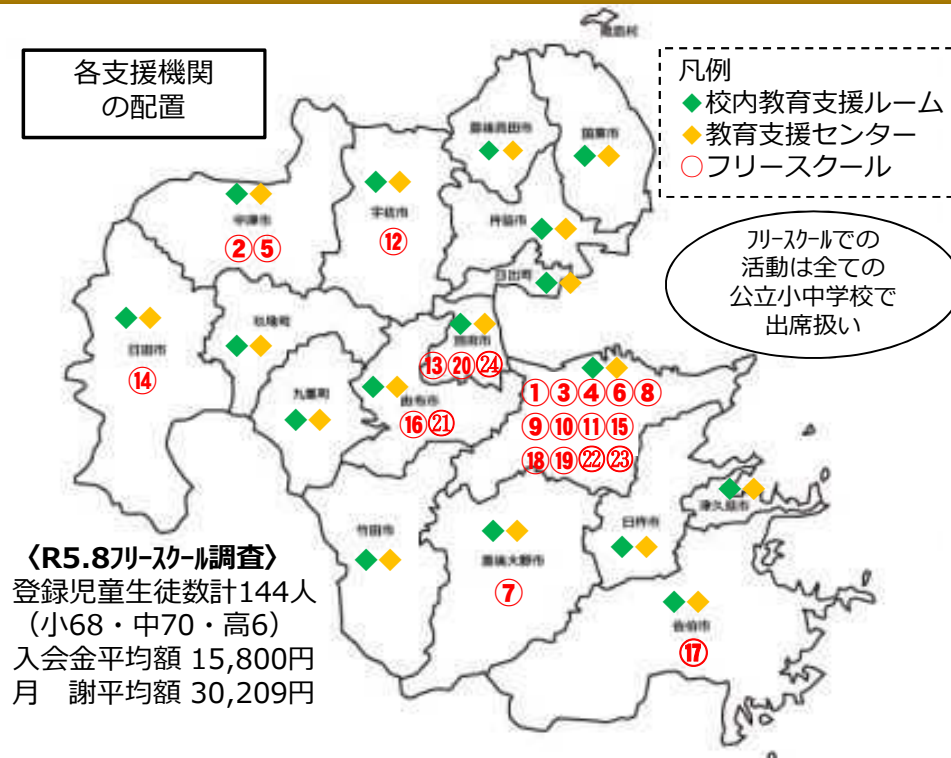 各支援機関
の配置
姫島村
凡例
◆校内教育支援ルーム
◆教育支援センター
○フリースクール
フリースクールでの
活動は全ての
公立小中学校で
出席扱い
豊後高田市
国東市
中津市
②⑤
宇佐市
⑫
杵築市
日出町
日田市
⑭
玖珠町
九重町
別府市
⑬⑳㉔
由布市
⑯㉑
①③④⑥⑧
⑨⑩⑪⑮
⑱⑲㉒㉓
津久見市
臼杵市
竹田市
豊後大野市
⑦
佐伯市
⑰
〈R5.8フリースクール調査〉
登録児童生徒数計144人
（小68・中70・高6）
入会金平均額 15,800円
月　謝平均額 30,209円